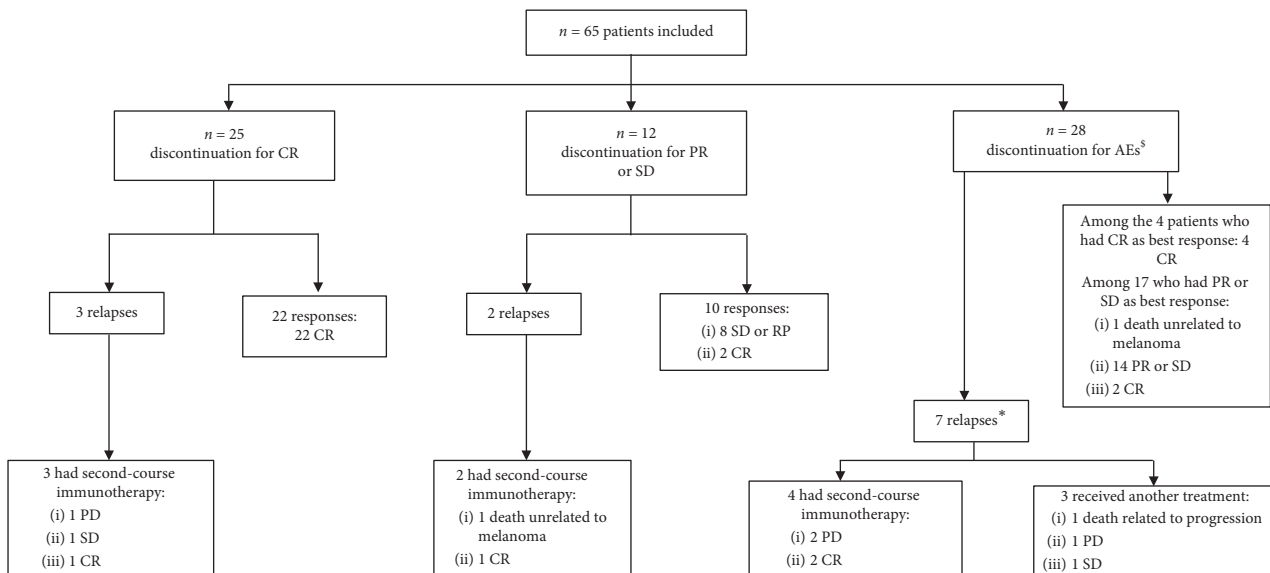 n = 65 patients included
n = 25
discontinuation for CR
n = 12
discontinuation for PR
or SD
n = 28
discontinuation for AEs$
3 relapses
22 responses:
22 CR
2 relapses
10 responses:
(i) 8 SD or RP
(ii) 2 CR
Among the 4 patients who
had CR as best response: 4
CR
Among 17 who had PR or
SD as best response:
(i) 1 death unrelated to
melanoma
(ii) 14 PR or SD
(iii) 2 CR
7 relapses*
3 had second-course
immunotherapy:
(i) 1 PD
(ii) 1 SD
(iii) 1 CR
2 had second-course
immunotherapy:
(i) 1 death unrelated to
melanoma
(ii) 1 CR
4 had second-course
immunotherapy:
(i) 2 PD
(ii) 2 CR
3 received another treatment:
(i) 1 death related to progression
(ii) 1 PD
(iii) 1 SD